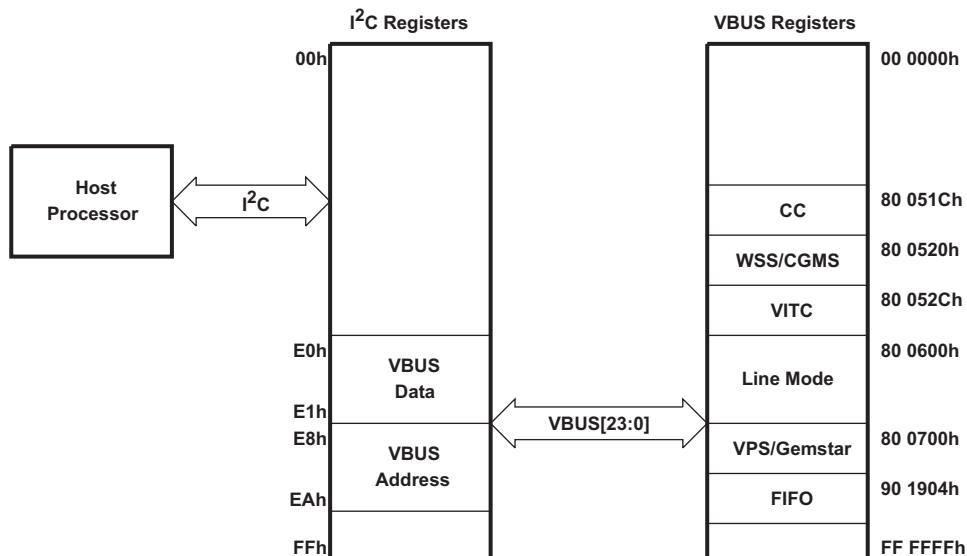 I²C Registers
VBUS Registers
00h
00 0000h
Host
Processor
I²C
CC
80 051Ch
WSS/CGMS
80 0520h
VITC
80 052Ch
E0h
VBUS
Data
E1h
Line Mode
80 0600h
VBUS[23:0]
E8h
VBUS
Address
EAh
VPS/Gemstar
80 0700h
FIFO
90 1904h
FFh
FF FFFFh